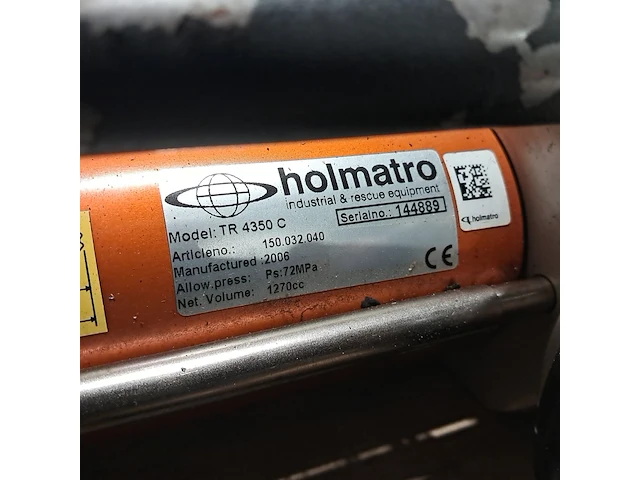 holmatro
industrial & rescue equipment
Serialno.: 144889
Model: TR 4350 C
Articleno.: 150.032.040
Manufactured : 2006
Allow.press: Ps:72MPa
Net. Volume: 1270cc
CE
holmatro